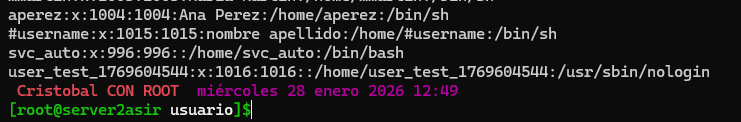 aperez:x:1004:1004:Ana Perez:/home/aperez:/bin/sh
#username:x:1015:1015:nombre apellido:/home/#username:/bin/sh
svc_auto:x:996:996::/home/svc_auto:/bin/bash
user_test_1769604544:x:1016:1016::/home/user_test_1769604544:/usr/sbin/nologin
Cristobal CON ROOT  miércoles 28 enero 2026 12:49
[root@server2asir usuario]$